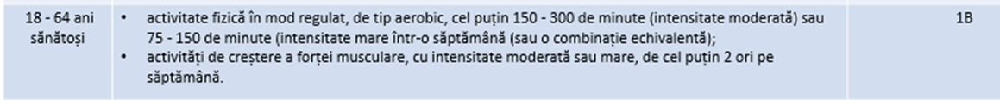 18 - 64 ani
sănătoși
• activitate fizică în mod regulat, de tip aerobic, cel puțin 150 - 300 de minute (intensitate moderată) sau
75 - 150 de minute (intensitate mare într-o săptămână (sau o combinație echivalentă);
• activități de creștere a forței musculare, cu intensitate moderată sau mare, de cel puțin 2 ori pe
săptămână.
1B